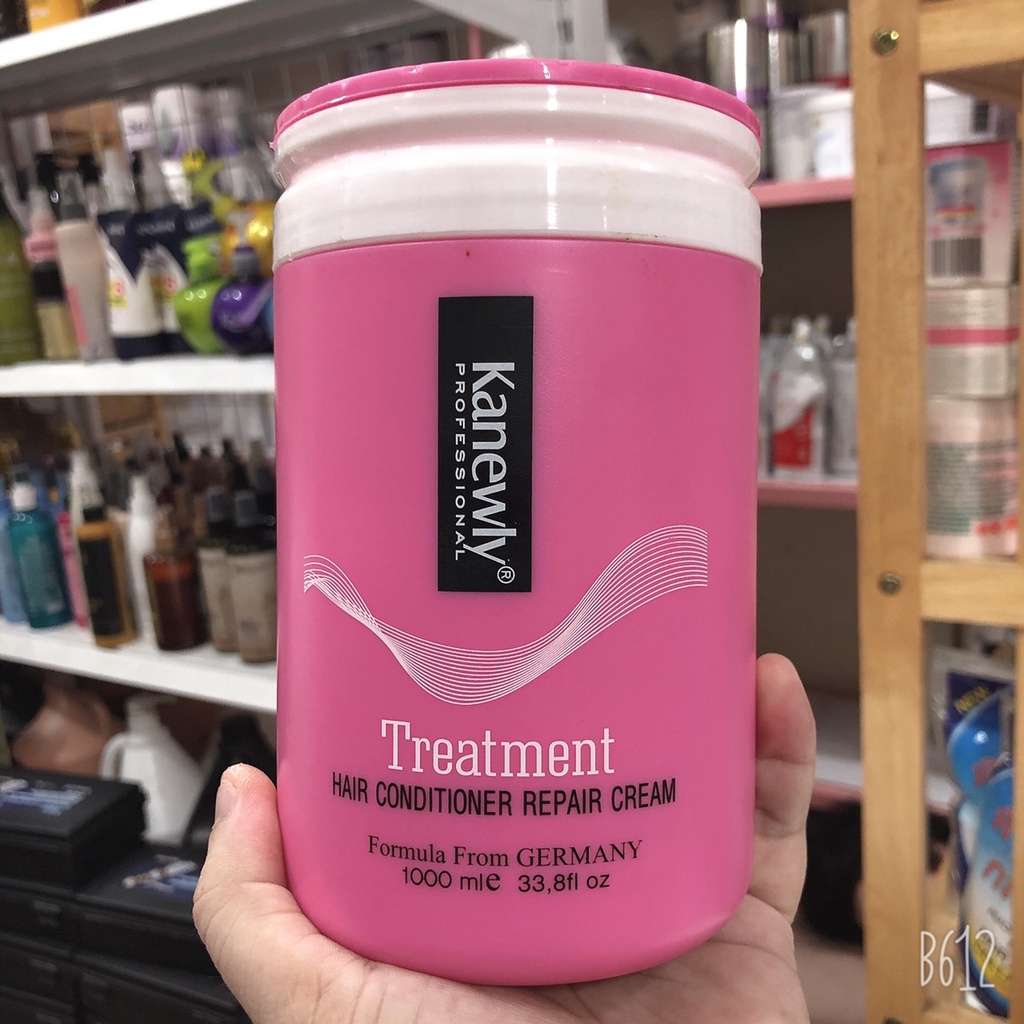 Kanewly®
PROFESSIONAL
Treatment
HAIR CONDITIONER REPAIR CREAM
Formula From GERMANY
1000 ml℮ 33,8fl oz
B612